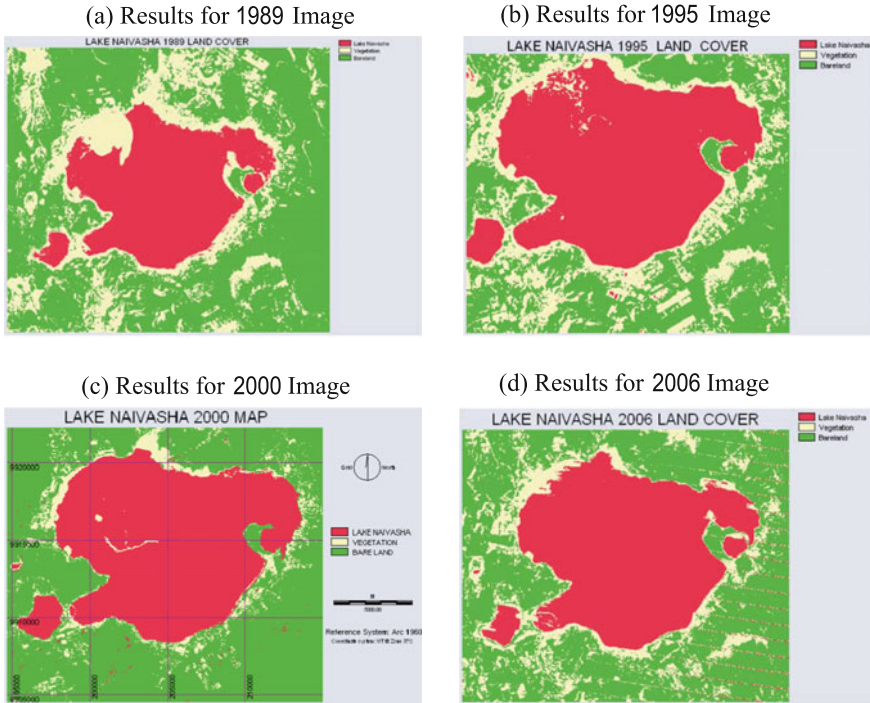 (a) Results for 1989 Image
LAKE NAIVASHA 1989 LAND COVER
Lake Naivasha
Vegetation
Bareland
(b) Results for 1995 Image
LAKE NAIVASHA 1995 LAND COVER
Lake Naivasha
Vegetation
Bareland
(c) Results for 2000 Image
LAKE NAIVASHA 2000 MAP
9920000
North
LAKE NAIVASHA
VEGETATION
BARE LAND
Reference System: Arc 1960
200000
210000
(d) Results for 2006 Image
LAKE NAIVASHA 2006 LAND COVER
Lake Naivasha
Vegetation
Bareland